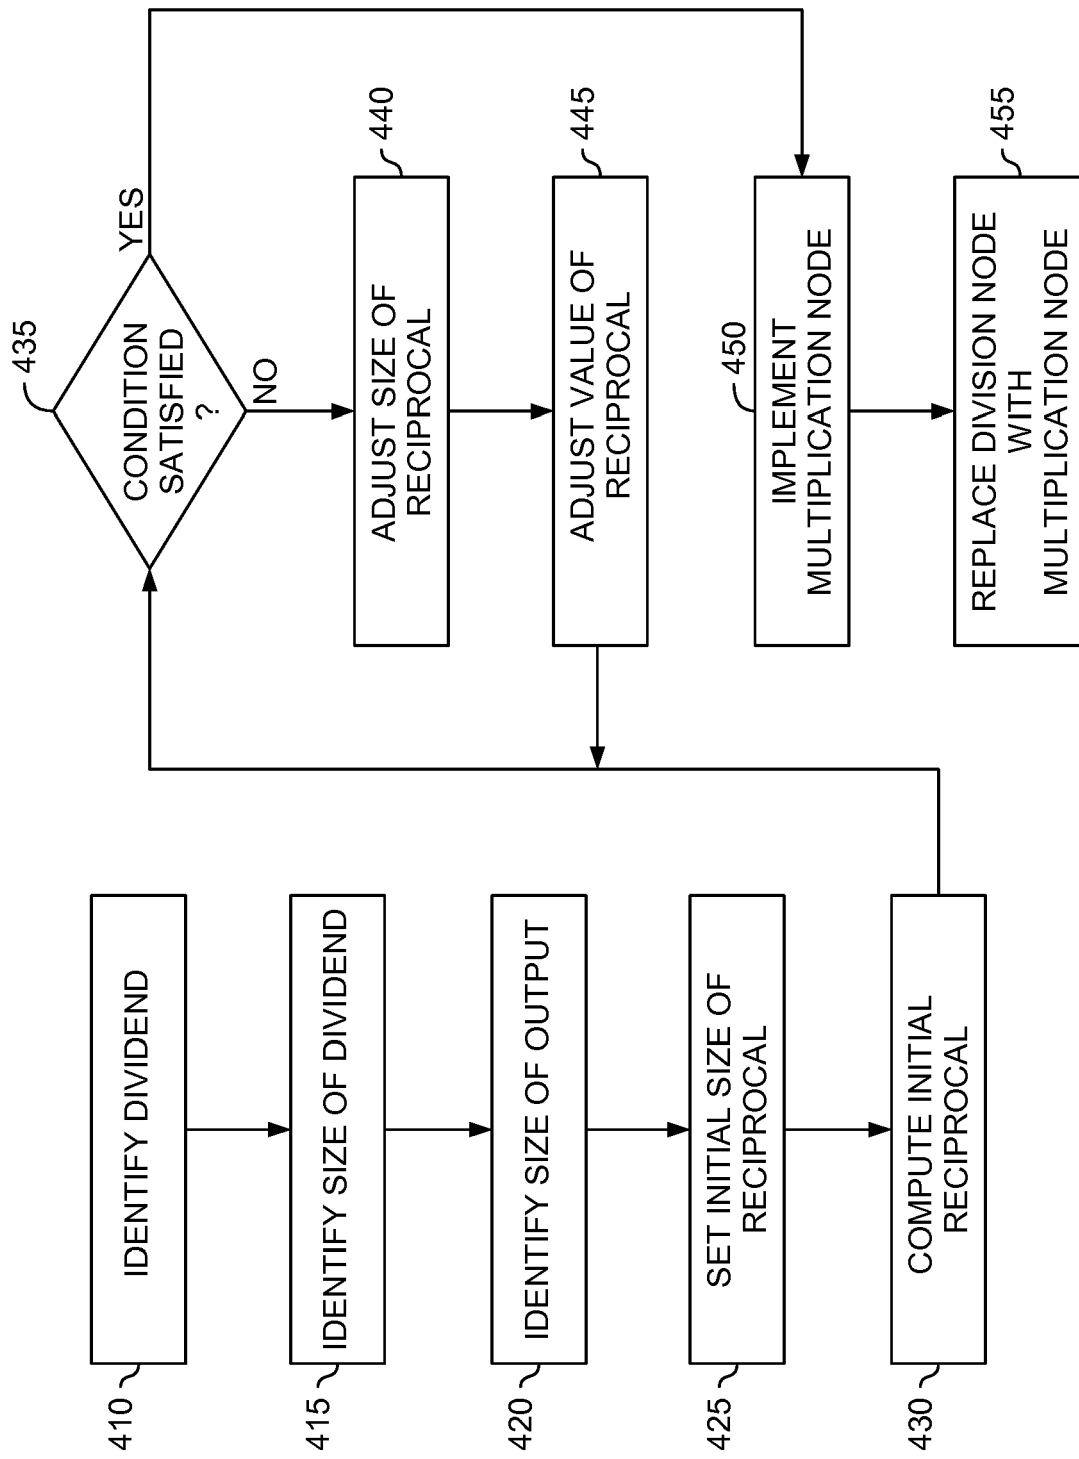 410
IDENTIFY DIVIDEND
415
IDENTIFY SIZE OF DIVIDEND
420
IDENTIFY SIZE OF OUTPUT
425
SET INITIAL SIZE OF
RECIPROCAL
430
COMPUTE INITIAL
RECIPROCAL
435
CONDITION
SATISFIED
?
YES
NO
440
ADJUST SIZE OF
RECIPROCAL
445
ADJUST VALUE OF
RECIPROCAL
450
IMPLEMENT
MULTIPLICATION NODE
455
REPLACE DIVISION NODE
WITH
MULTIPLICATION NODE